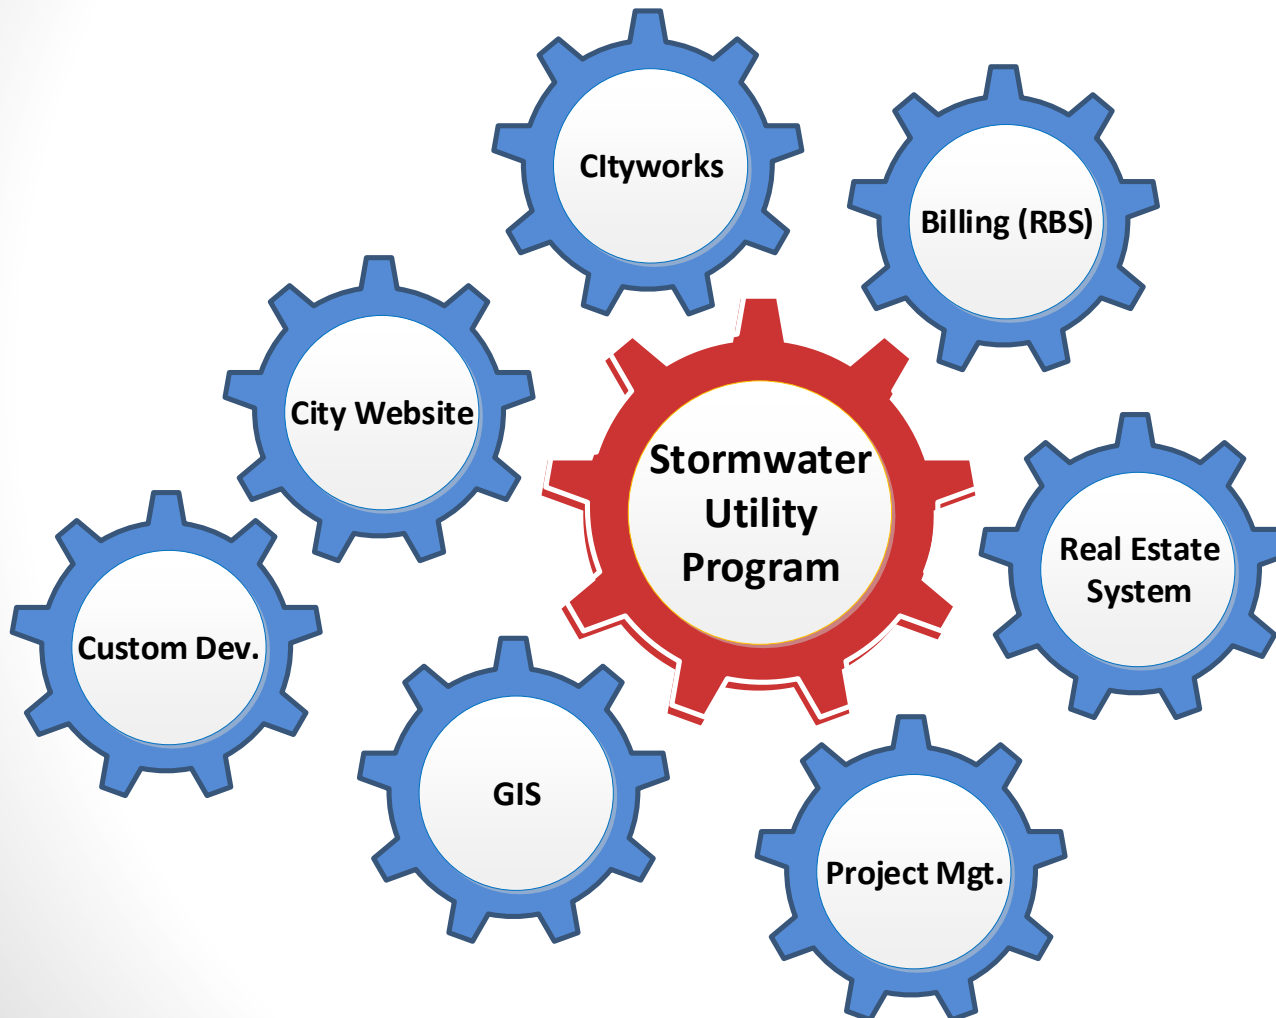 CItyworks
Billing (RBS)
City Website
Stormwater
Utility
Program
Real Estate
System
Custom Dev.
GIS
Project Mgt.